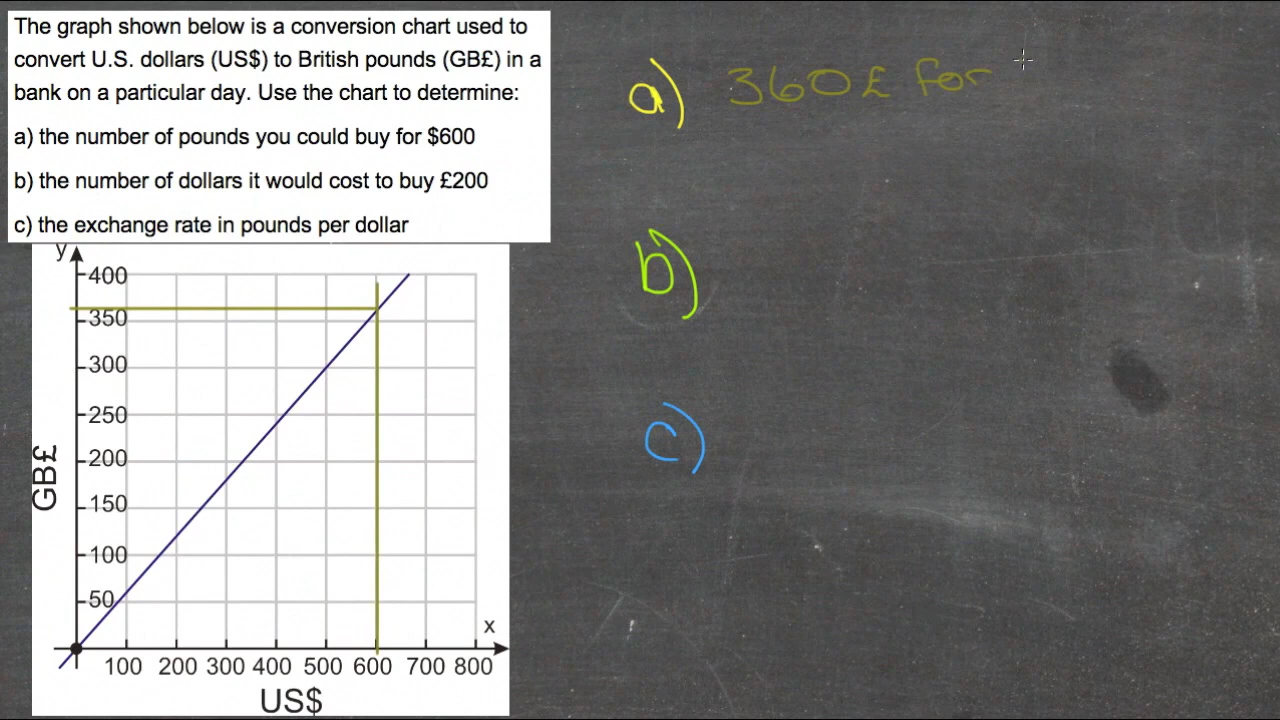 The graph shown below is a conversion chart used to
convert U.S. dollars (US$) to British pounds (GB£) in a
bank on a particular day. Use the chart to determine:
a) the number of pounds you could buy for $600
b) the number of dollars it would cost to buy £200
c) the exchange rate in pounds per dollar
a) 360£ for
b)
c)
y
400
350
300
250
200
150
100
50
GB£
x
100 200 300 400 500 600 700 800
US$